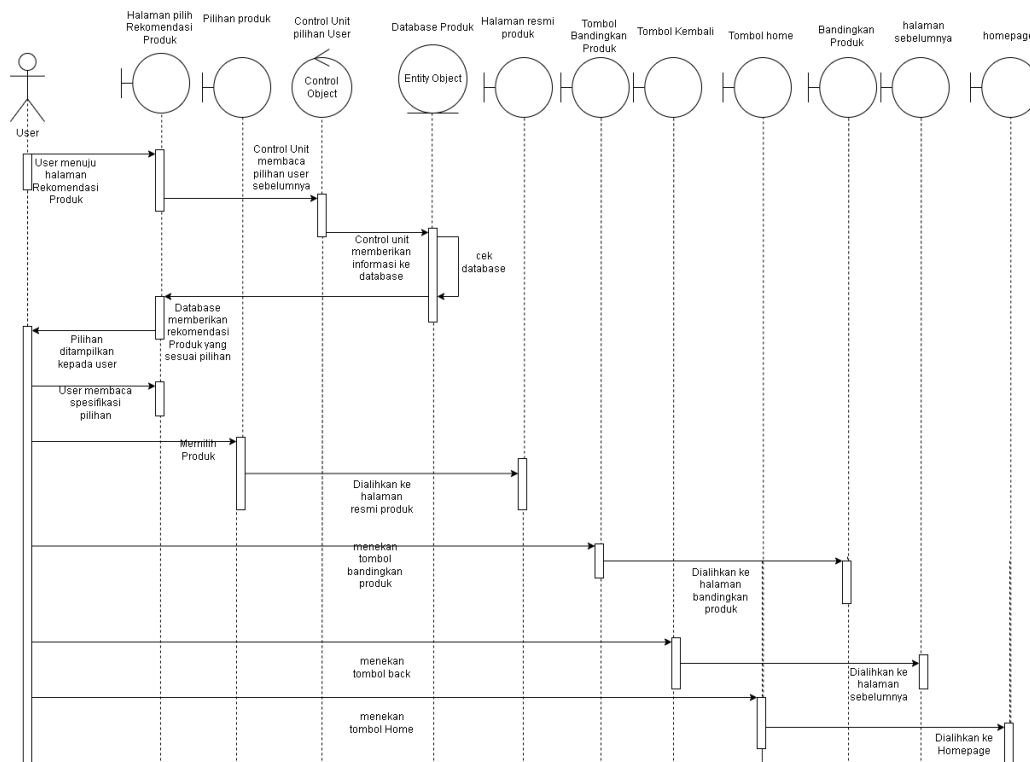 Halaman pilih
Rekomendasi
Produk
Pilihan produk
Control Unit
pilihan User
Database Produk
Halaman resmi
produk
Tombol
Bandingkan
Produk
Tombol Kembali
Tombol home
Bandingkan
Produk
halaman
sebelumnya
homepage
Control
Object
Entity Object
User
User menuju
halaman
Rekomendasi
Produk
Control Unit
membaca
pilihan user
sebelumnya
Control unit
memberikan
informasi ke
database
cek
database
Database
memberikan
rekomendasi
Produk yang
sesuai pilihan
Pilihan
ditampilkan
kepada user
User membaca
spesifikasi
pilihan
Memilih
Produk
Dialihkan ke
halaman
resmi produk
menekan
tombol
bandingkan
produk
Dialihkan ke
halaman
bandingkan
produk
menekan
tombol back
Dialihkan ke
halaman
sebelumnya
menekan
tombol Home
Dialihkan ke
Homepage